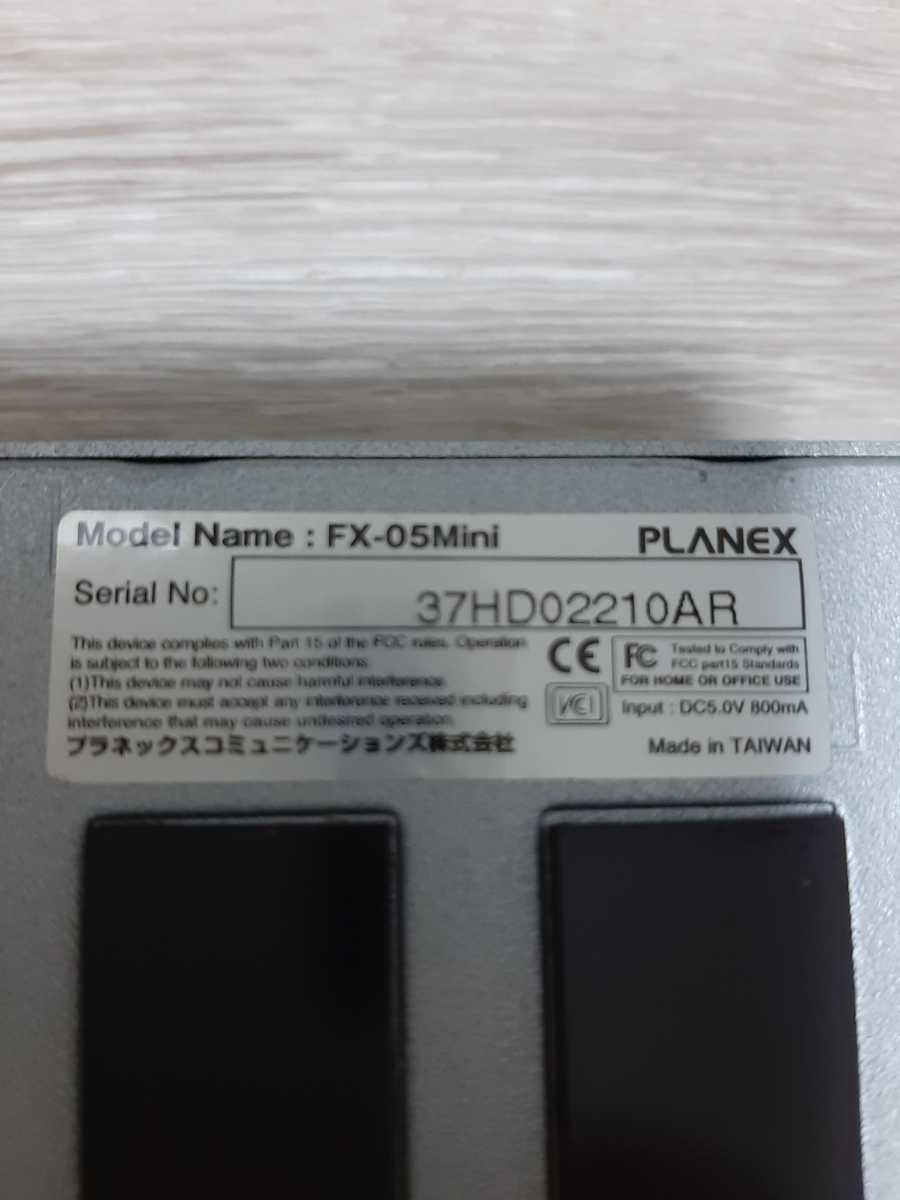 Model Name : FX-05Mini
PLANEX
Serial No: 37HD02210AR
This device complies with Part 15 of the FCC rules. Operation
is subject to the following two conditions:
(1)This device may not cause harmful interference
(2)This device must accept any interference received including
interference that may cause undesired operation.
プラネックスコミュニケーションズ株式会社
CE
FC
Tested to Comply with
FCC part15 Standards
FOR HOME OR OFFICE USE
VCI
Input : DC5.0V 800mA
Made in TAIWAN